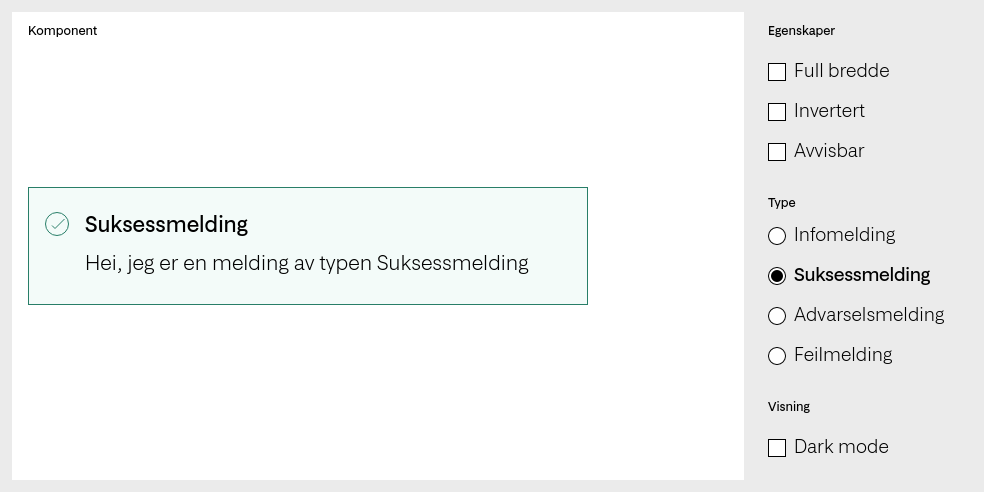 Komponent
Suksessmelding
Hei, jeg er en melding av typen Suksessmelding
Egenskaper
Full bredde
Invertert
Avvisbar
Type
Infomelding
Suksessmelding
Advarselsmelding
Feilmelding
Visning
Dark mode